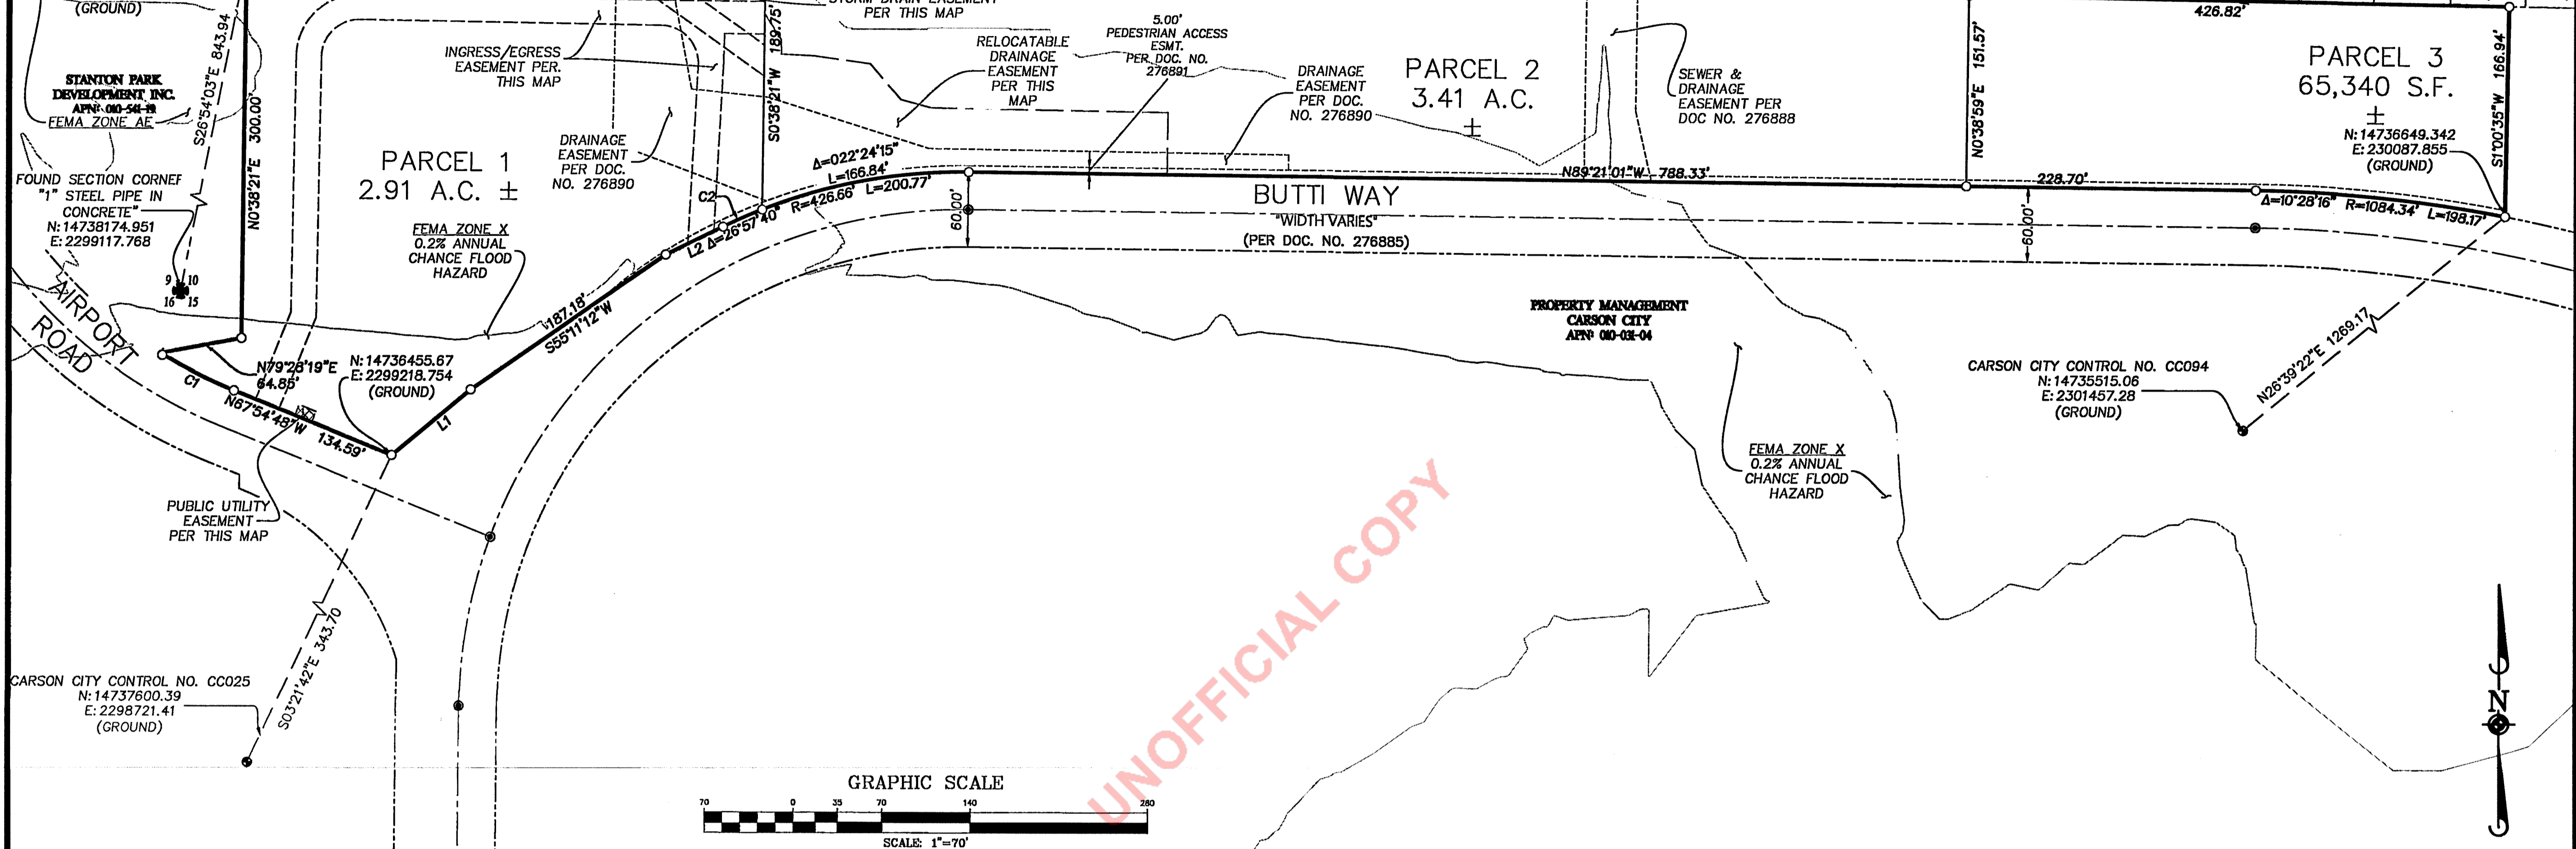 (GROUND)
S26°54'03"E 843.94
STANTON PARK
DEVELOPMENT INC.
APN: 010-541-19
FEMA ZONE AE
FOUND SECTION CORNER
"1" STEEL PIPE IN
CONCRETE"
N: 14738174.951
E: 2299117.768
9 10
16 15
N0°38'21"E 300.00'
AIRPORT
ROAD
INGRESS/EGRESS
EASEMENT PER.
THIS MAP
PARCEL 1
2.91 A.C. ±
FEMA ZONE X
0.2% ANNUAL
CHANCE FLOOD
HAZARD
DRAINAGE
EASEMENT
PER DOC.
NO. 276890
S0°38'21"W 189.75'
STORM DRAIN EASEMENT
PER THIS MAP
RELOCATABLE
DRAINAGE
EASEMENT
PER THIS
MAP
5.00'
PEDESTRIAN ACCESS
ESMT.
PER DOC. NO.
276891
DRAINAGE
EASEMENT
PER DOC.
NO. 276890
PARCEL 2
3.41 A.C.
±
SEWER &
DRAINAGE
EASEMENT PER
DOC NO. 276888
N0°38'59"E 151.57'
426.82'
PARCEL 3
65,340 S.F.
±
N: 14736649.342
E: 230087.855
(GROUND)
S1°00'35"W 166.94'
Δ=022°24'15"
L=166.84'
R=426.66' L=200.77'
C2
L2 Δ=26°57'40"
60.00'
N89°21'01"W 788.33'
BUTTI WAY
"WIDTH VARIES"
(PER DOC. NO. 276885)
228.70'
60.00'
Δ=10°28'16" R=1084.34' L=198.17'
187.18'
S55°11'12"W
N79°28'19"E
64.85'
C1
N67°54'48"W 134.59'
N: 14736455.67
E: 2299218.754
(GROUND)
L1
PROPERTY MANAGEMENT
CARSON CITY
APN: 010-031-04
CARSON CITY CONTROL NO. CC094
N: 14735515.06
E: 2301457.28
(GROUND)
N26°39'22"E 1269.17
FEMA ZONE X
0.2% ANNUAL
CHANCE FLOOD
HAZARD
PUBLIC UTILITY
EASEMENT
PER THIS MAP
S03°21'42"E 343.70
CARSON CITY CONTROL NO. CC025
N: 14737600.39
E: 2298721.41
(GROUND)
UNOFFICIAL COPY
N
GRAPHIC SCALE
70 0 35 70 140 280
SCALE: 1"=70'